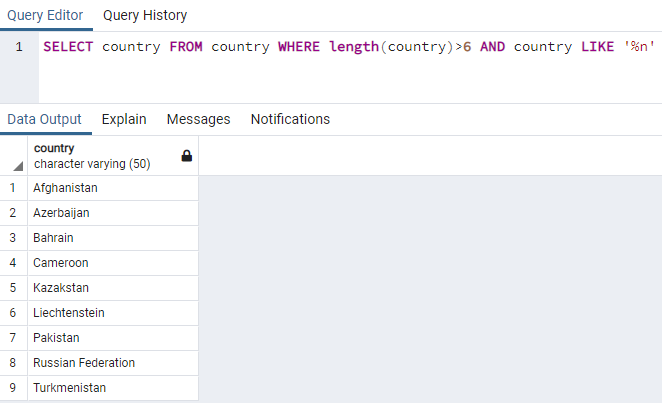 Query Editor Query History
1 SELECT country FROM country WHERE length(country)>6 AND country LIKE '%n'
Data Output Explain Messages Notifications
country
character varying (50)
1 Afghanistan
2 Azerbaijan
3 Bahrain
4 Cameroon
5 Kazakstan
6 Liechtenstein
7 Pakistan
8 Russian Federation
9 Turkmenistan